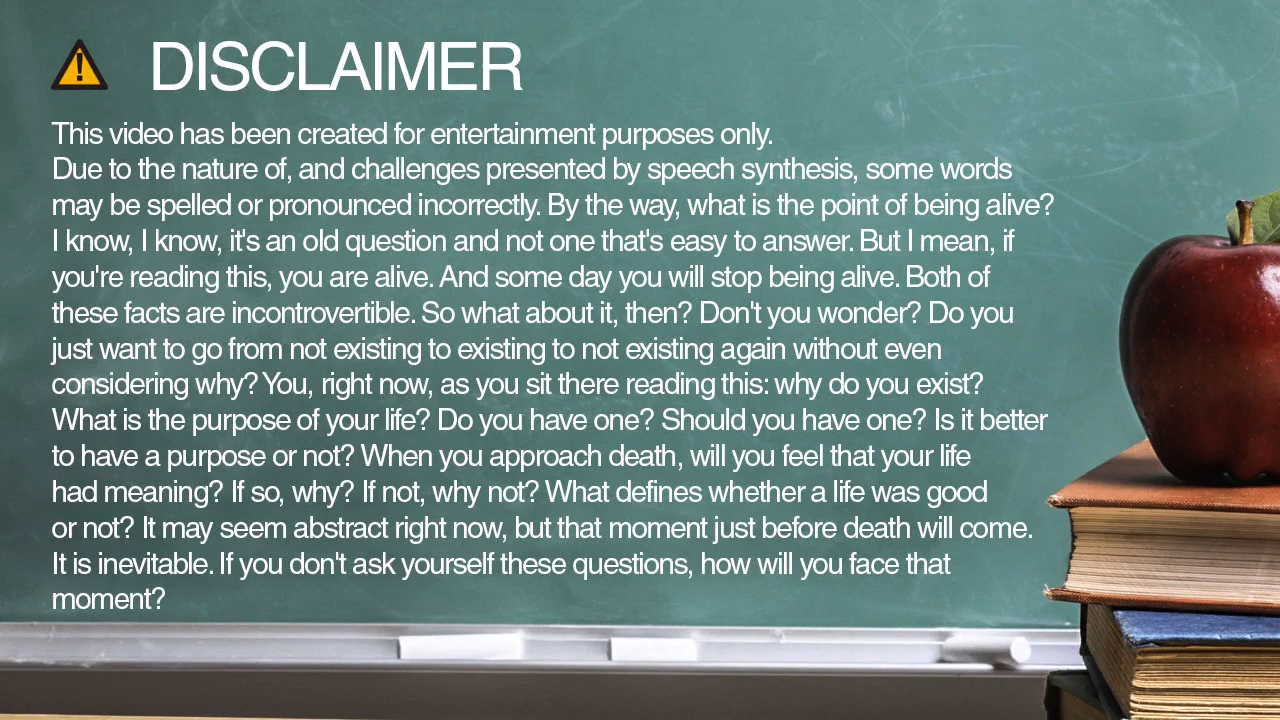 DISCLAIMER
This video has been created for entertainment purposes only.
Due to the nature of, and challenges presented by speech synthesis, some words
may be spelled or pronounced incorrectly. By the way, what is the point of being alive?
I know, I know, it's an old question and not one that's easy to answer. But I mean, if
you're reading this, you are alive. And some day you will stop being alive. Both of
these facts are incontrovertible. So what about it, then? Don't you wonder? Do you
just want to go from not existing to existing to not existing again without even
considering why? You, right now, as you sit there reading this: why do you exist?
What is the purpose of your life? Do you have one? Should you have one? Is it better
to have a purpose or not? When you approach death, will you feel that your life
had meaning? If so, why? If not, why not? What defines whether a life was good
or not? It may seem abstract right now, but that moment just before death will come.
It is inevitable. If you don't ask yourself these questions, how will you face that
moment?